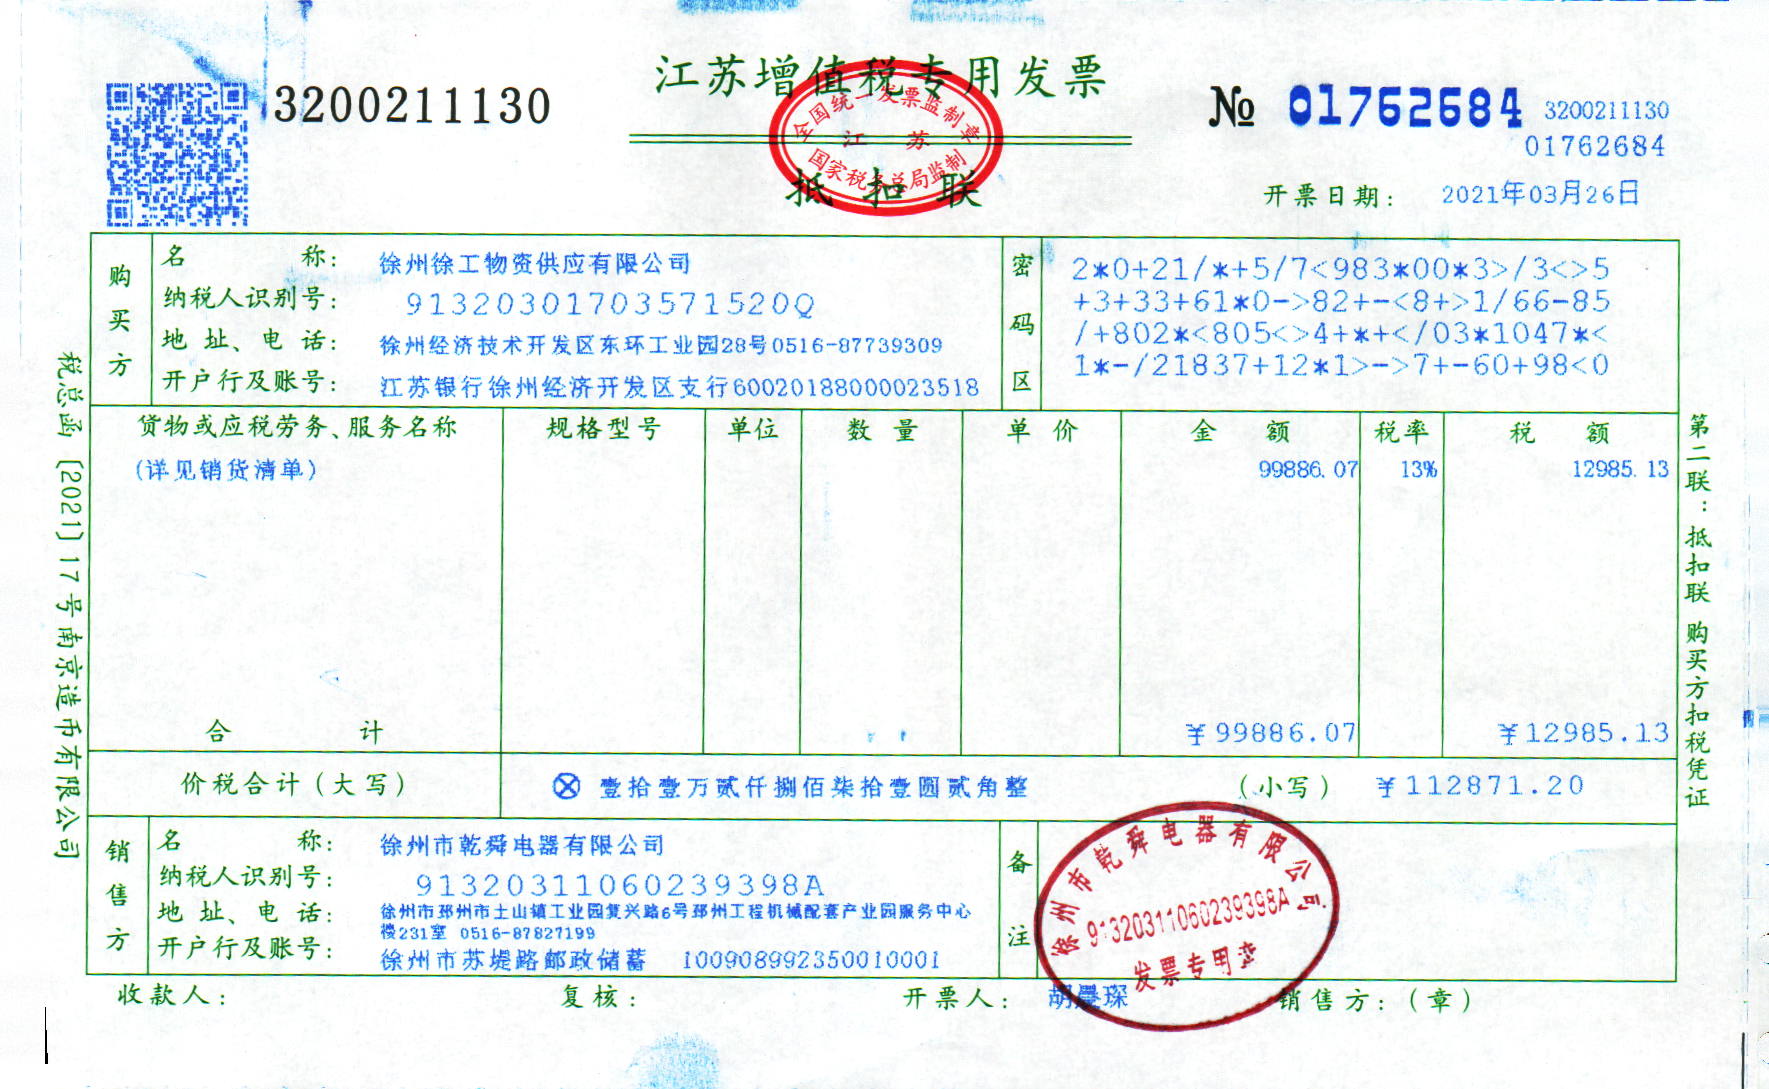 江苏增值税专用发票
3200211130
全国统一发票监制章
江 苏
国家税务总局监制
抵扣联
№ 01762684
3200211130
01762684
开票日期: 2021年03月26日
购买方
名 称: 徐州徐工物资供应有限公司
纳税人识别号: 91320301703571520Q
地 址、电 话: 徐州经济技术开发区东环工业园28号0516-87739309
开户行及账号: 江苏银行徐州经济开发区支行60020188000023518
密码区
2*0+21/*+5/7<983*00*3>/3<>5
+3+33+61*0->82+-<8+>1/66-85
/+802*<805<>4+*+</03*1047*<
1*-/21837+12*1>->7+-60+98<0
货物或应税劳务、服务名称 规格型号 单位 数 量 单 价 金 额 税率 税 额
(详见销货清单) 99886.07 13% 12985.13
合 计 ¥99886.07 ¥12985.13
价税合计(大写) ⊗ 壹拾壹万贰仟捌佰柒拾壹圆贰角整 (小写) ¥112871.20
销售方
名 称: 徐州市乾舜电器有限公司
纳税人识别号: 91320311060239398A
地 址、电 话: 徐州市邳州市土山镇工业园复兴路6号邳州工程机械配套产业园服务中心
楼231室 0516-87827199
开户行及账号: 徐州市苏堤路邮政储蓄 100908992350010001
备注
徐州市乾舜电器有限公司
91320311060239398A
发票专用章
收款人: 复核: 开票人: 胡曼琛 销售方:(章)
税总函〔2021〕17号南京造币有限公司
第二联:抵扣联 购买方扣税凭证